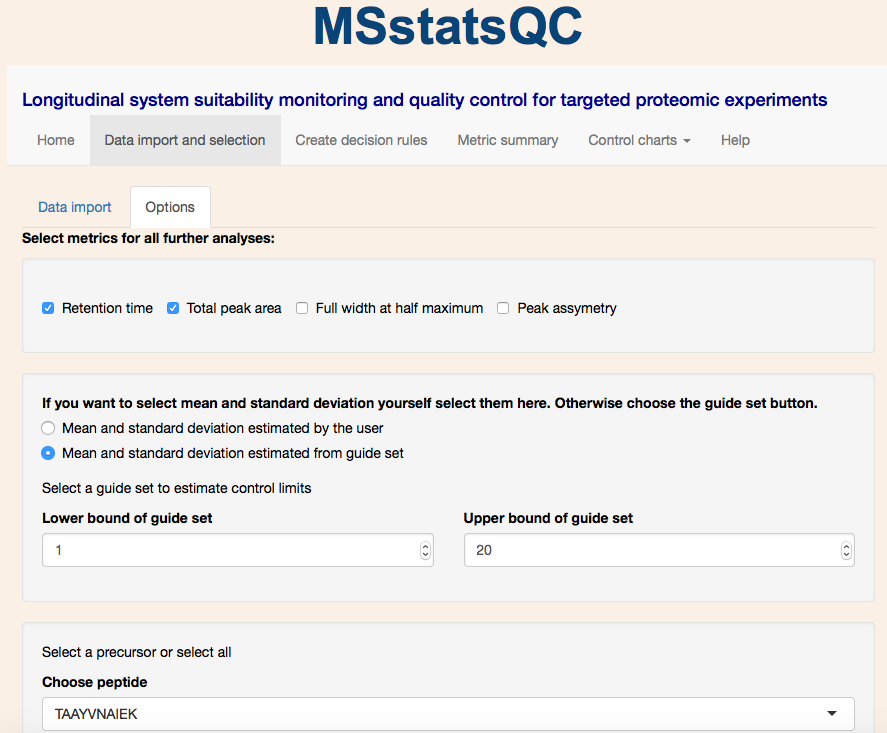 MSstatsQC
Longitudinal system suitability monitoring and quality control for targeted proteomic experiments
Home Data import and selection Create decision rules Metric summary Control charts Help
Data import Options
Select metrics for all further analyses:
Retention time Total peak area Full width at half maximum Peak assymetry
If you want to select mean and standard deviation yourself select them here. Otherwise choose the guide set button.
Mean and standard deviation estimated by the user
Mean and standard deviation estimated from guide set
Select a guide set to estimate control limits
Lower bound of guide set Upper bound of guide set
1 20
Select a precursor or select all
Choose peptide
TAAYVNAIEK